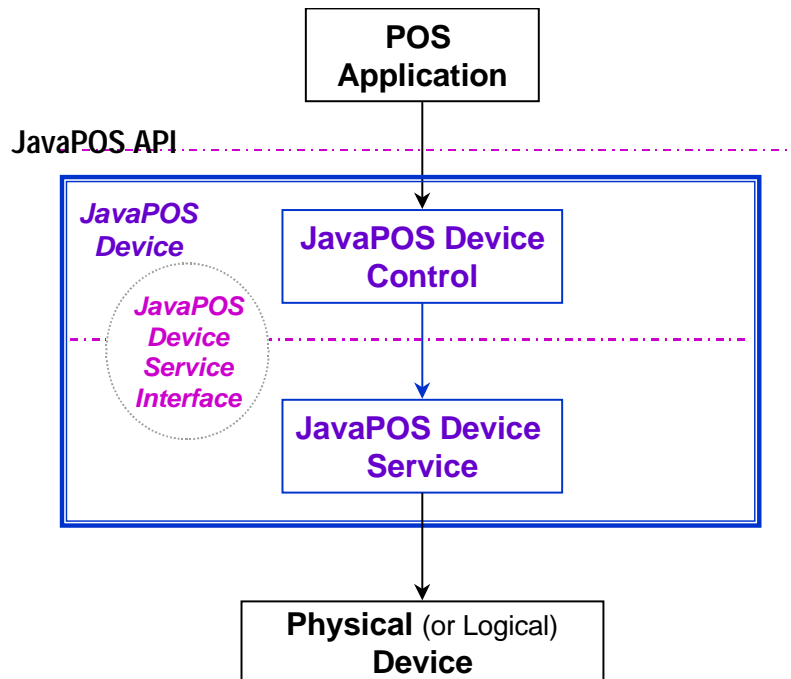 POS
Application
JavaPOS API
JavaPOS
Device
JavaPOS Device
Control
JavaPOS
Device
Service
Interface
JavaPOS Device
Service
Physical (or Logical)
Device